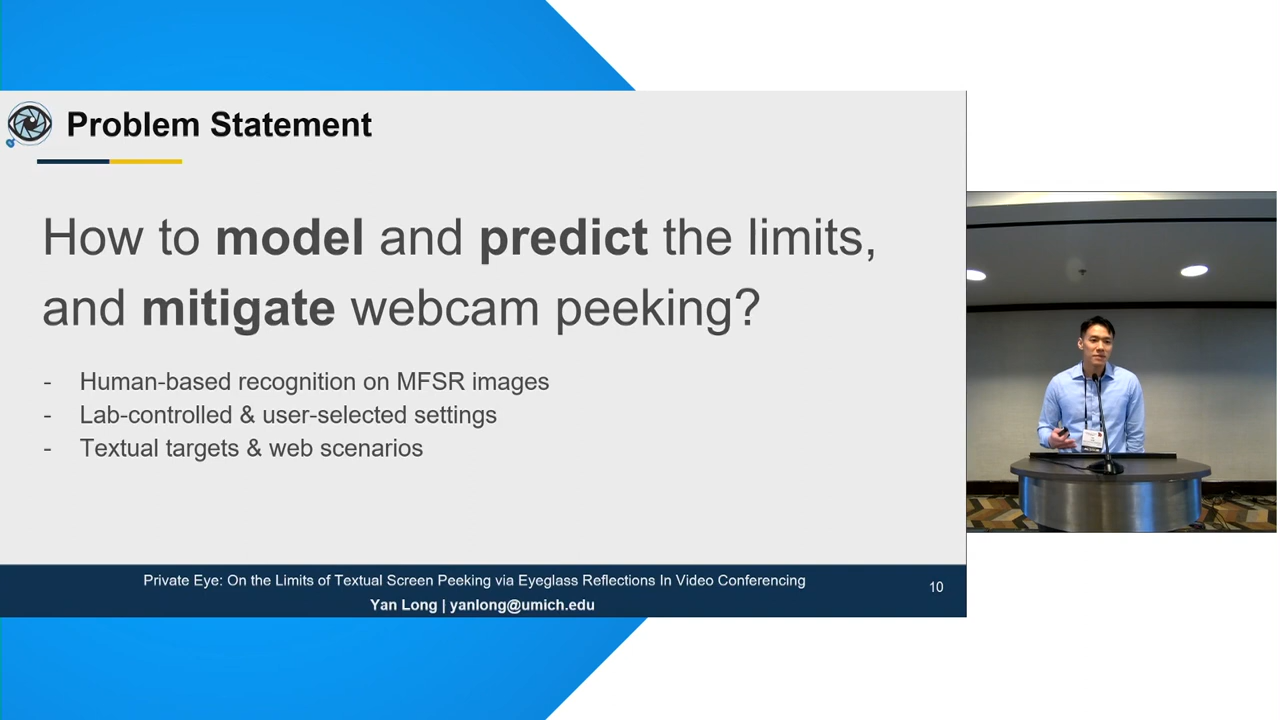 Problem Statement
How to model and predict the limits,
and mitigate webcam peeking?
- Human-based recognition on MFSR images
- Lab-controlled & user-selected settings
- Textual targets & web scenarios
Private Eye: On the Limits of Textual Screen Peeking via Eyeglass Reflections In Video Conferencing
Yan Long | yanlong@umich.edu
10